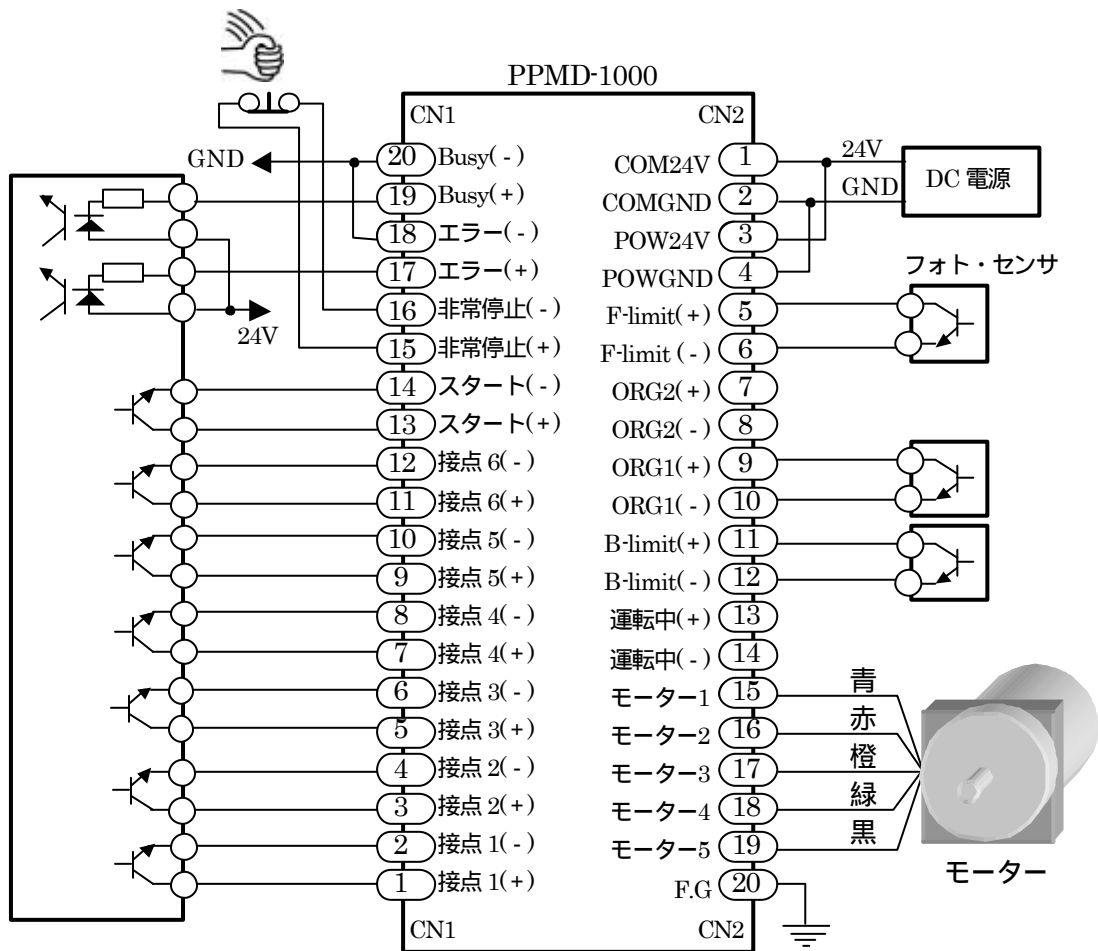 PPMD-1000
CN1
CN2
20 Busy(-)
19 Busy(+)
18 エラー(-)
17 エラー(+)
16 非常停止(-)
15 非常停止(+)
14 スタート(-)
13 スタート(+)
12 接点 6(-)
11 接点 6(+)
10 接点 5(-)
9 接点 5(+)
8 接点 4(-)
7 接点 4(+)
6 接点 3(-)
5 接点 3(+)
4 接点 2(-)
3 接点 2(+)
2 接点 1(-)
1 接点 1(+)
CN1
GND
24V
COM24V 1
COMGND 2
POW24V 3
POWGND 4
F-limit(+) 5
F-limit (-) 6
ORG2(+) 7
ORG2(-) 8
ORG1(+) 9
ORG1(-) 10
B-limit(+) 11
B-limit(-) 12
運転中(+) 13
運転中(-) 14
モーター1 15
モーター2 16
モーター3 17
モーター4 18
モーター5 19
F.G 20
CN2
24V
GND
DC 電源
フォト・センサ
青
赤
橙
緑
黒
モーター